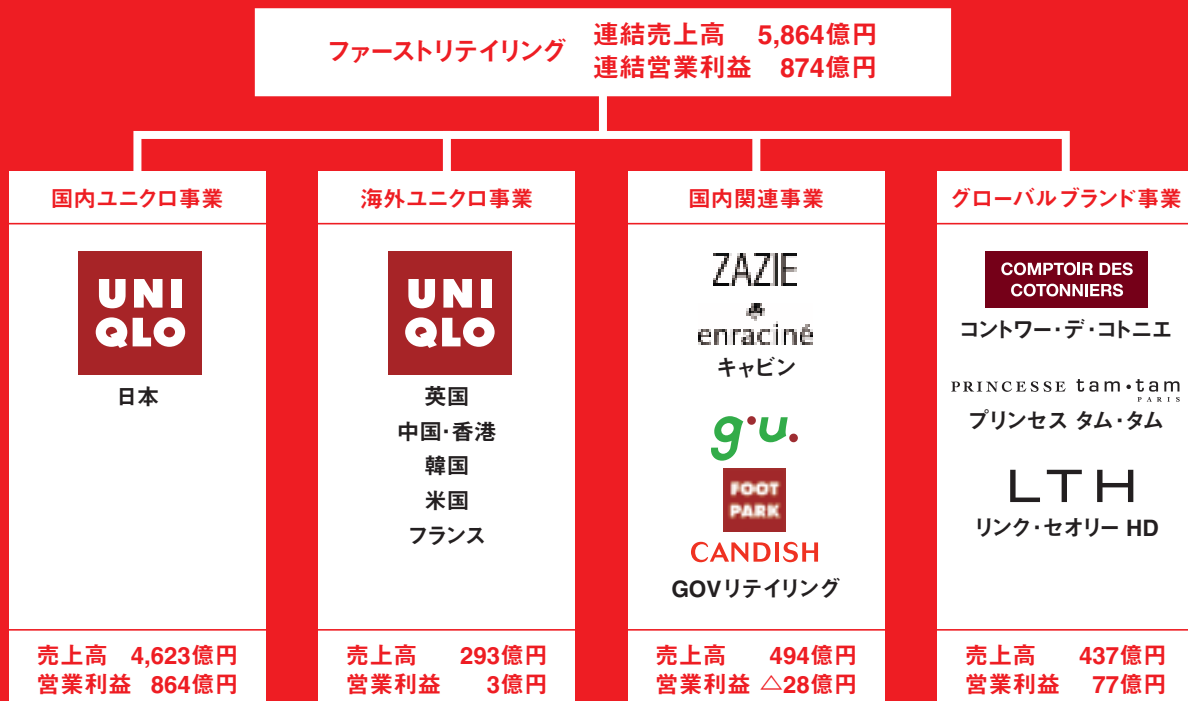 ファーストリテイリング
連結売上高 5,864億円
連結営業利益 874億円
国内ユニクロ事業
UNI
QLO
日本
売上高 4,623億円
営業利益 864億円
海外ユニクロ事業
UNI
QLO
英国
中国・香港
韓国
米国
フランス
売上高 293億円
営業利益 3億円
国内関連事業
ZAZIE
enraciné
キャビン
g.u.
FOOT
PARK
CANDISH
GOVリテイリング
売上高 494億円
営業利益 △28億円
グローバルブランド事業
COMPTOIR DES
COTONNIERS
コントワー・デ・コトニエ
PRINCESSE tam・tam
PARIS
プリンセス タム・タム
LTH
リンク・セオリー HD
売上高 437億円
営業利益 77億円